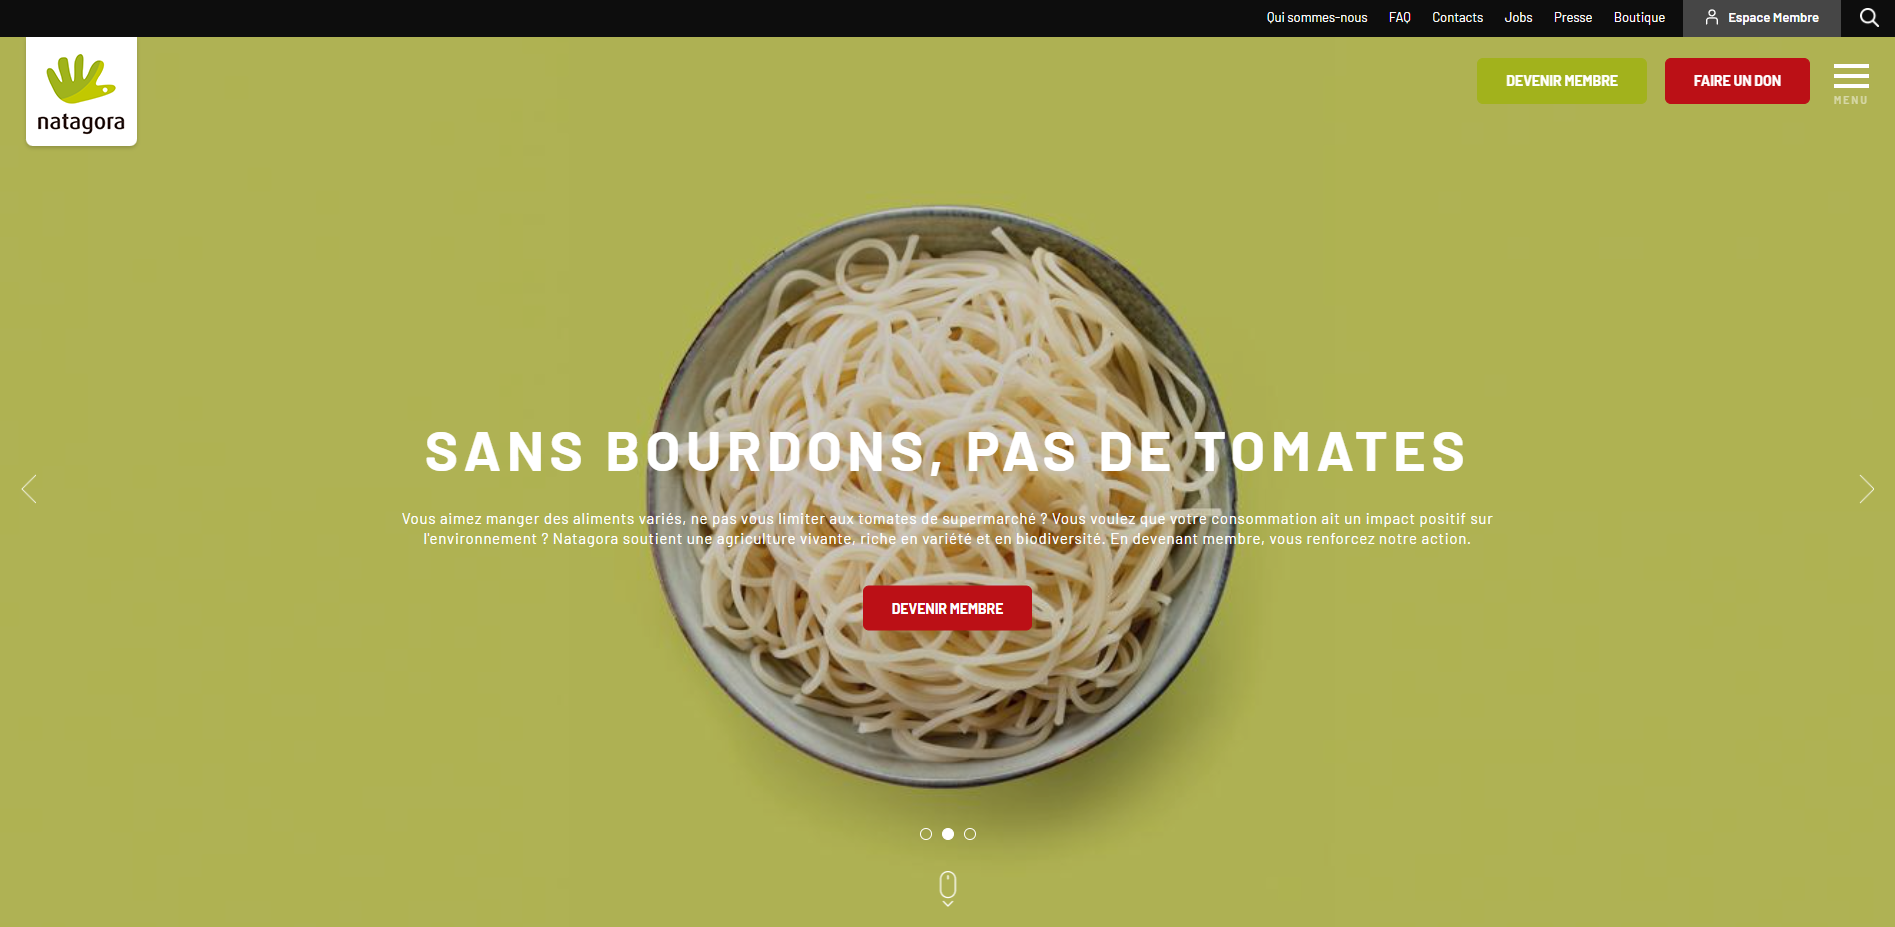 Qui sommes-nous FAQ Contacts Jobs Presse Boutique Espace Membre
natagora
DEVENIR MEMBRE FAIRE UN DON
MENU
SANS BOURDONS, PAS DE TOMATES
Vous aimez manger des aliments variés, ne pas vous limiter aux tomates de supermarché ? Vous voulez que votre consommation ait un impact positif sur
l'environnement ? Natagora soutient une agriculture vivante, riche en variété et en biodiversité. En devenant membre, vous renforcez notre action.
DEVENIR MEMBRE